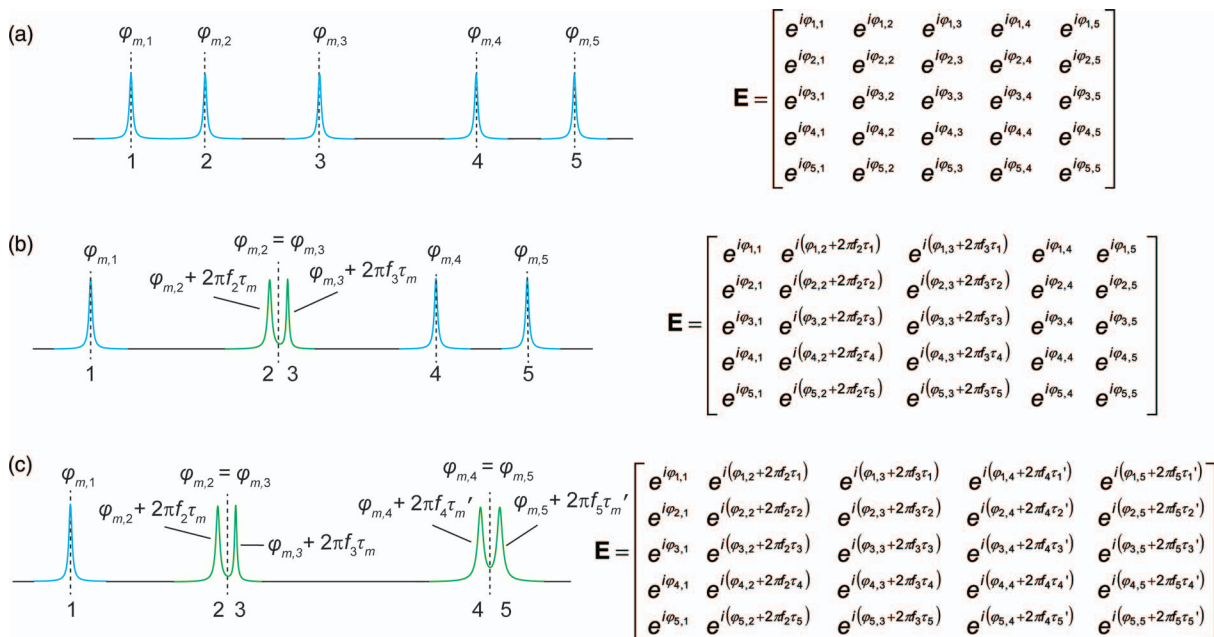 (a)
φm,1 φm,2 φm,3 φm,4 φm,5
1 2 3 4 5
E =
e^{iφ1,1} e^{iφ1,2} e^{iφ1,3} e^{iφ1,4} e^{iφ1,5}
e^{iφ2,1} e^{iφ2,2} e^{iφ2,3} e^{iφ2,4} e^{iφ2,5}
e^{iφ3,1} e^{iφ3,2} e^{iφ3,3} e^{iφ3,4} e^{iφ3,5}
e^{iφ4,1} e^{iφ4,2} e^{iφ4,3} e^{iφ4,4} e^{iφ4,5}
e^{iφ5,1} e^{iφ5,2} e^{iφ5,3} e^{iφ5,4} e^{iφ5,5}
(b)
φm,1 φm,2 = φm,3 φm,4 φm,5
φm,2 + 2πf2τm φm,3 + 2πf3τm
1 2 3 4 5
E =
e^{iφ1,1} e^{i(φ1,2+2πf2τ1)} e^{i(φ1,3+2πf3τ1)} e^{iφ1,4} e^{iφ1,5}
e^{iφ2,1} e^{i(φ2,2+2πf2τ2)} e^{i(φ2,3+2πf3τ2)} e^{iφ2,4} e^{iφ2,5}
e^{iφ3,1} e^{i(φ3,2+2πf2τ3)} e^{i(φ3,3+2πf3τ3)} e^{iφ3,4} e^{iφ3,5}
e^{iφ4,1} e^{i(φ4,2+2πf2τ4)} e^{i(φ4,3+2πf3τ4)} e^{iφ4,4} e^{iφ4,5}
e^{iφ5,1} e^{i(φ5,2+2πf2τ5)} e^{i(φ5,3+2πf3τ5)} e^{iφ5,4} e^{iφ5,5}
(c)
φm,1 φm,2 = φm,3 φm,4 = φm,5
φm,2 + 2πf2τm φm,3 + 2πf3τm φm,4 + 2πf4τm' φm,5 + 2πf5τm'
1 2 3 4 5
E =
e^{iφ1,1} e^{i(φ1,2+2πf2τ1)} e^{i(φ1,3+2πf3τ1)} e^{i(φ1,4+2πf4τ1')} e^{i(φ1,5+2πf5τ1')}
e^{iφ2,1} e^{i(φ2,2+2πf2τ2)} e^{i(φ2,3+2πf3τ2)} e^{i(φ2,4+2πf4τ2')} e^{i(φ2,5+2πf5τ2')}
e^{iφ3,1} e^{i(φ3,2+2πf2τ3)} e^{i(φ3,3+2πf3τ3)} e^{i(φ3,4+2πf4τ3')} e^{i(φ3,5+2πf5τ3')}
e^{iφ4,1} e^{i(φ4,2+2πf2τ4)} e^{i(φ4,3+2πf3τ4)} e^{i(φ4,4+2πf4τ4')} e^{i(φ4,5+2πf5τ4')}
e^{iφ5,1} e^{i(φ5,2+2πf2τ5)} e^{i(φ5,3+2πf3τ5)} e^{i(φ5,4+2πf4τ5')} e^{i(φ5,5+2πf5τ5')}